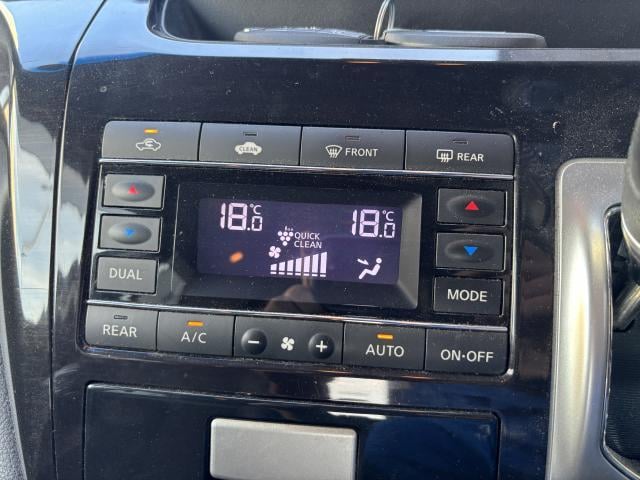 CLEAN
FRONT
REAR
18.0°C
18.0°C
QUICK
CLEAN
DUAL
MODE
REAR
A/C
AUTO
ON·OFF